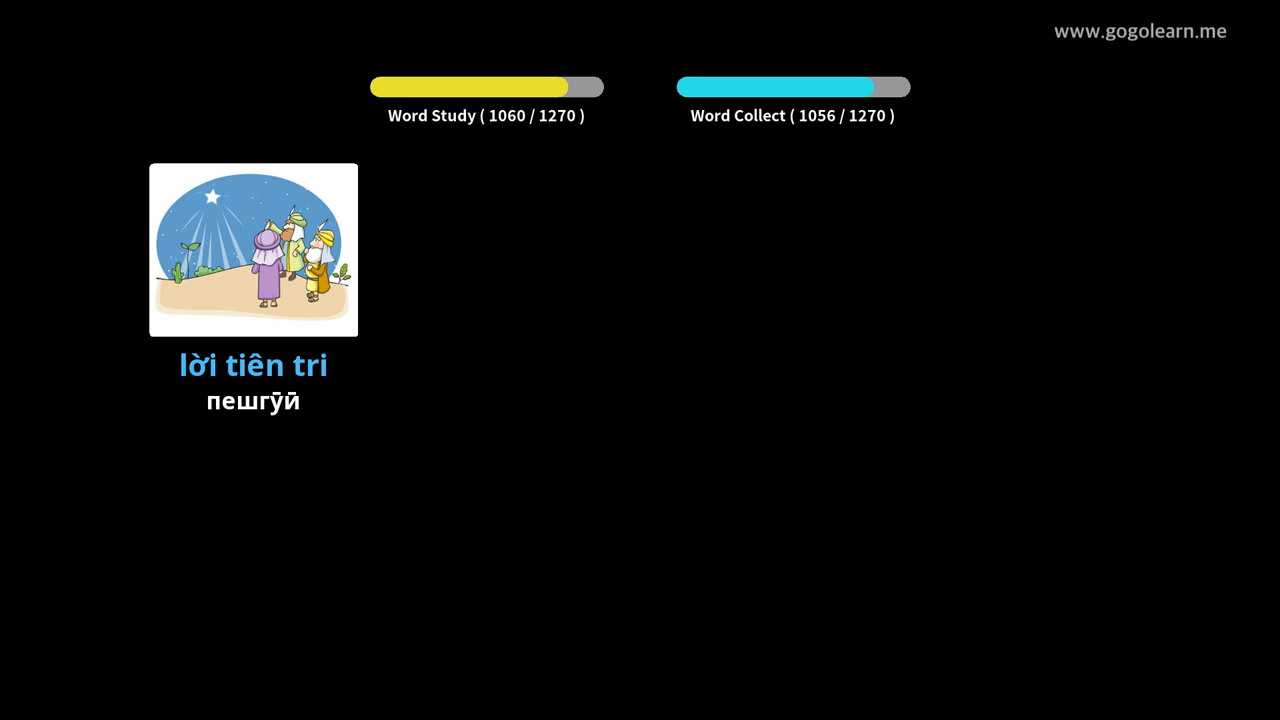 www.gogolearn.me
Word Study ( 1060 / 1270 )
Word Collect ( 1056 / 1270 )
lời tiên tri
пешгӯӣ